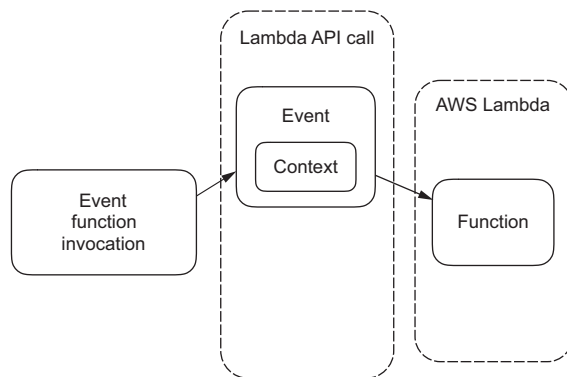 Lambda API call
AWS Lambda
Event
Context
Event
function
invocation
Function